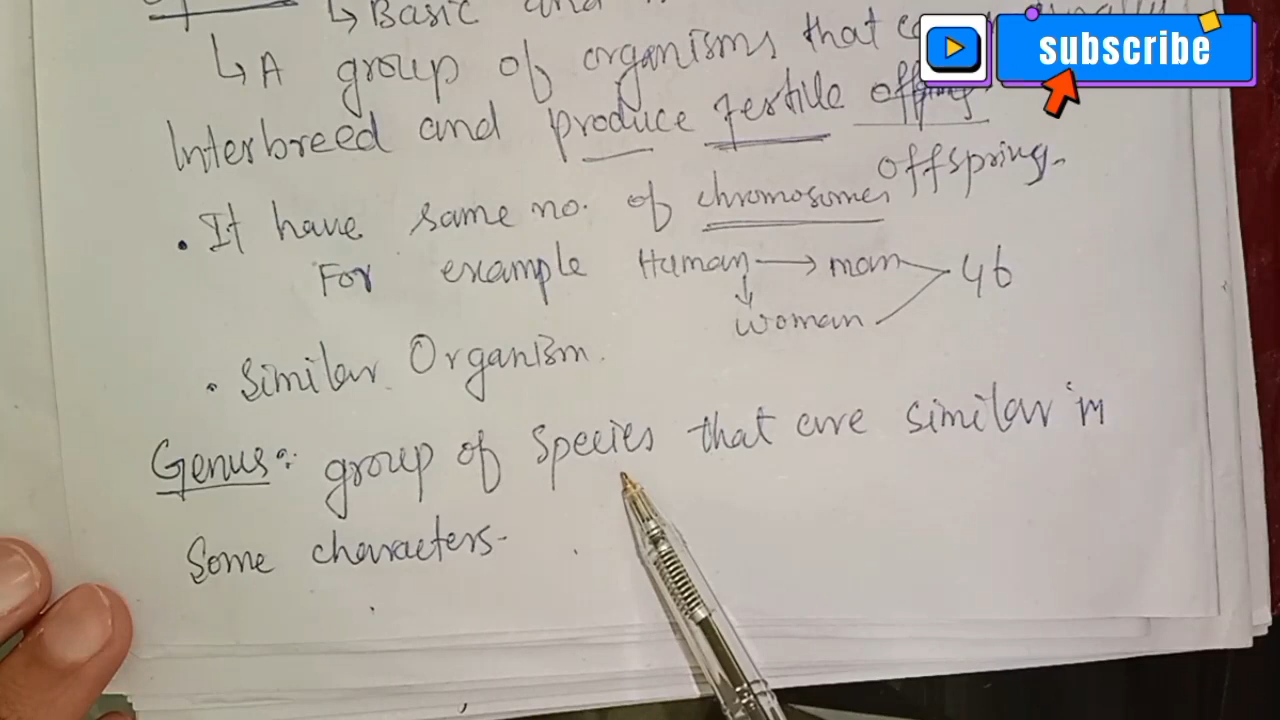 ↳ Basic and
↳ A group of organisms that
subscribe
Interbreed and produce fertile
offspring.
• It have same no. of chromosomes
For example Human → man 46
↓
woman
• Similar Organism.
Genus: group of Species that are similar in
Some characters.